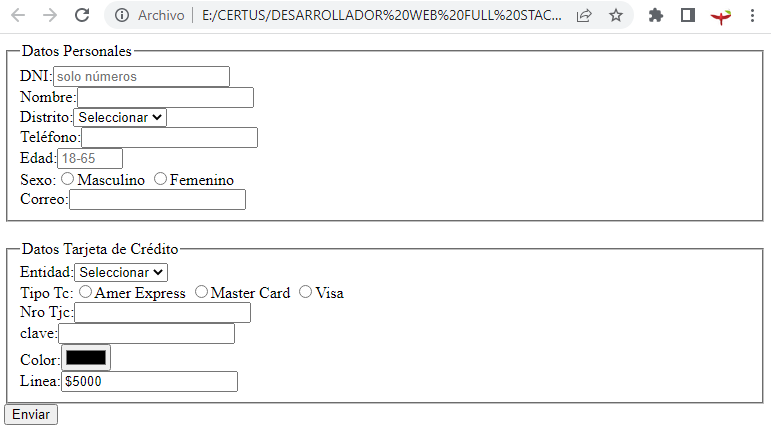 Archivo | E:/CERTUS/DESARROLLADOR%20WEB%20FULL%20STAC...
Datos Personales
DNI: solo números
Nombre:
Distrito: Seleccionar
Teléfono:
Edad: 18-65
Sexo: Masculino Femenino
Correo:
Datos Tarjeta de Crédito
Entidad: Seleccionar
Tipo Tc: Amer Express Master Card Visa
Nro Tjc:
clave:
Color:
Linea: $5000
Enviar